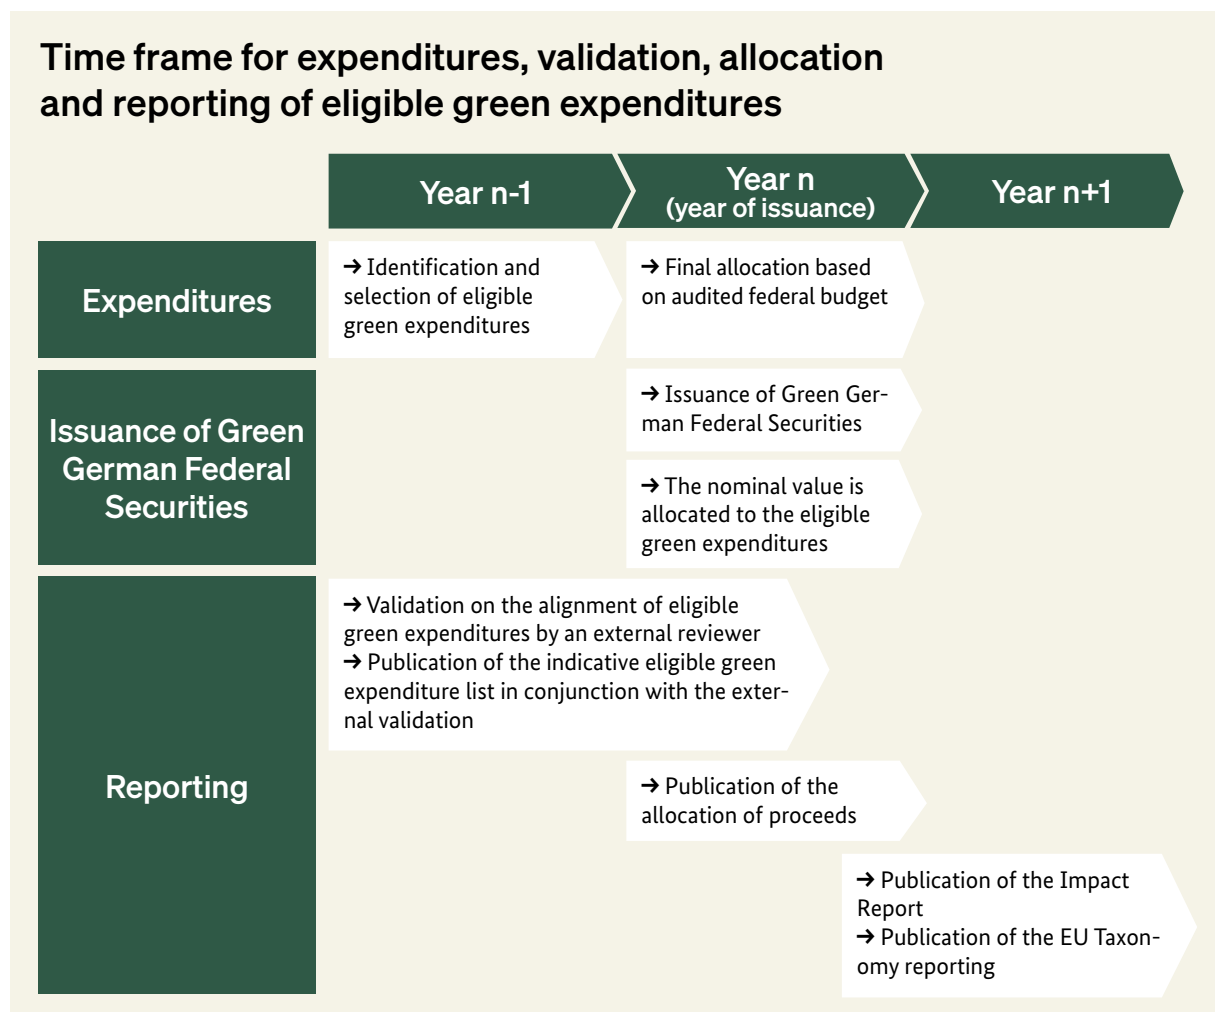 Time frame for expenditures, validation, allocation
and reporting of eligible green expenditures
Year n-1
Year n
(year of issuance)
Year n+1
Expenditures
→ Identification and
selection of eligible
green expenditures
→ Final allocation based
on audited federal budget
Issuance of Green
German Federal
Securities
→ Issuance of Green Ger-
man Federal Securities
→ The nominal value is
allocated to the eligible
green expenditures
Reporting
→ Validation on the alignment of eligible
green expenditures by an external reviewer
→ Publication of the indicative eligible green
expenditure list in conjunction with the exter-
nal validation
→ Publication of the
allocation of proceeds
→ Publication of the Impact
Report
→ Publication of the EU Taxon-
omy reporting